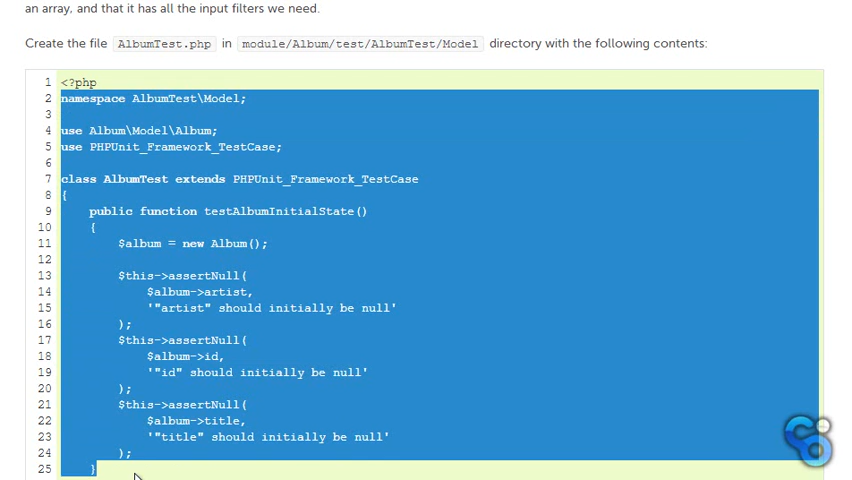 an array, and that it has all the input filters we need.
Create the file AlbumTest.php in module/Album/test/AlbumTest/Model directory with the following contents:
1 <?php
2 namespace AlbumTest\Model;
3
4 use Album\Model\Album;
5 use PHPUnit_Framework_TestCase;
6
7 class AlbumTest extends PHPUnit_Framework_TestCase
8 {
9 public function testAlbumInitialState()
10 {
11 $album = new Album();
12
13 $this->assertNull(
14 $album->artist,
15 '"artist" should initially be null'
16 );
17 $this->assertNull(
18 $album->id,
19 '"id" should initially be null'
20 );
21 $this->assertNull(
22 $album->title,
23 '"title" should initially be null'
24 );
25 }